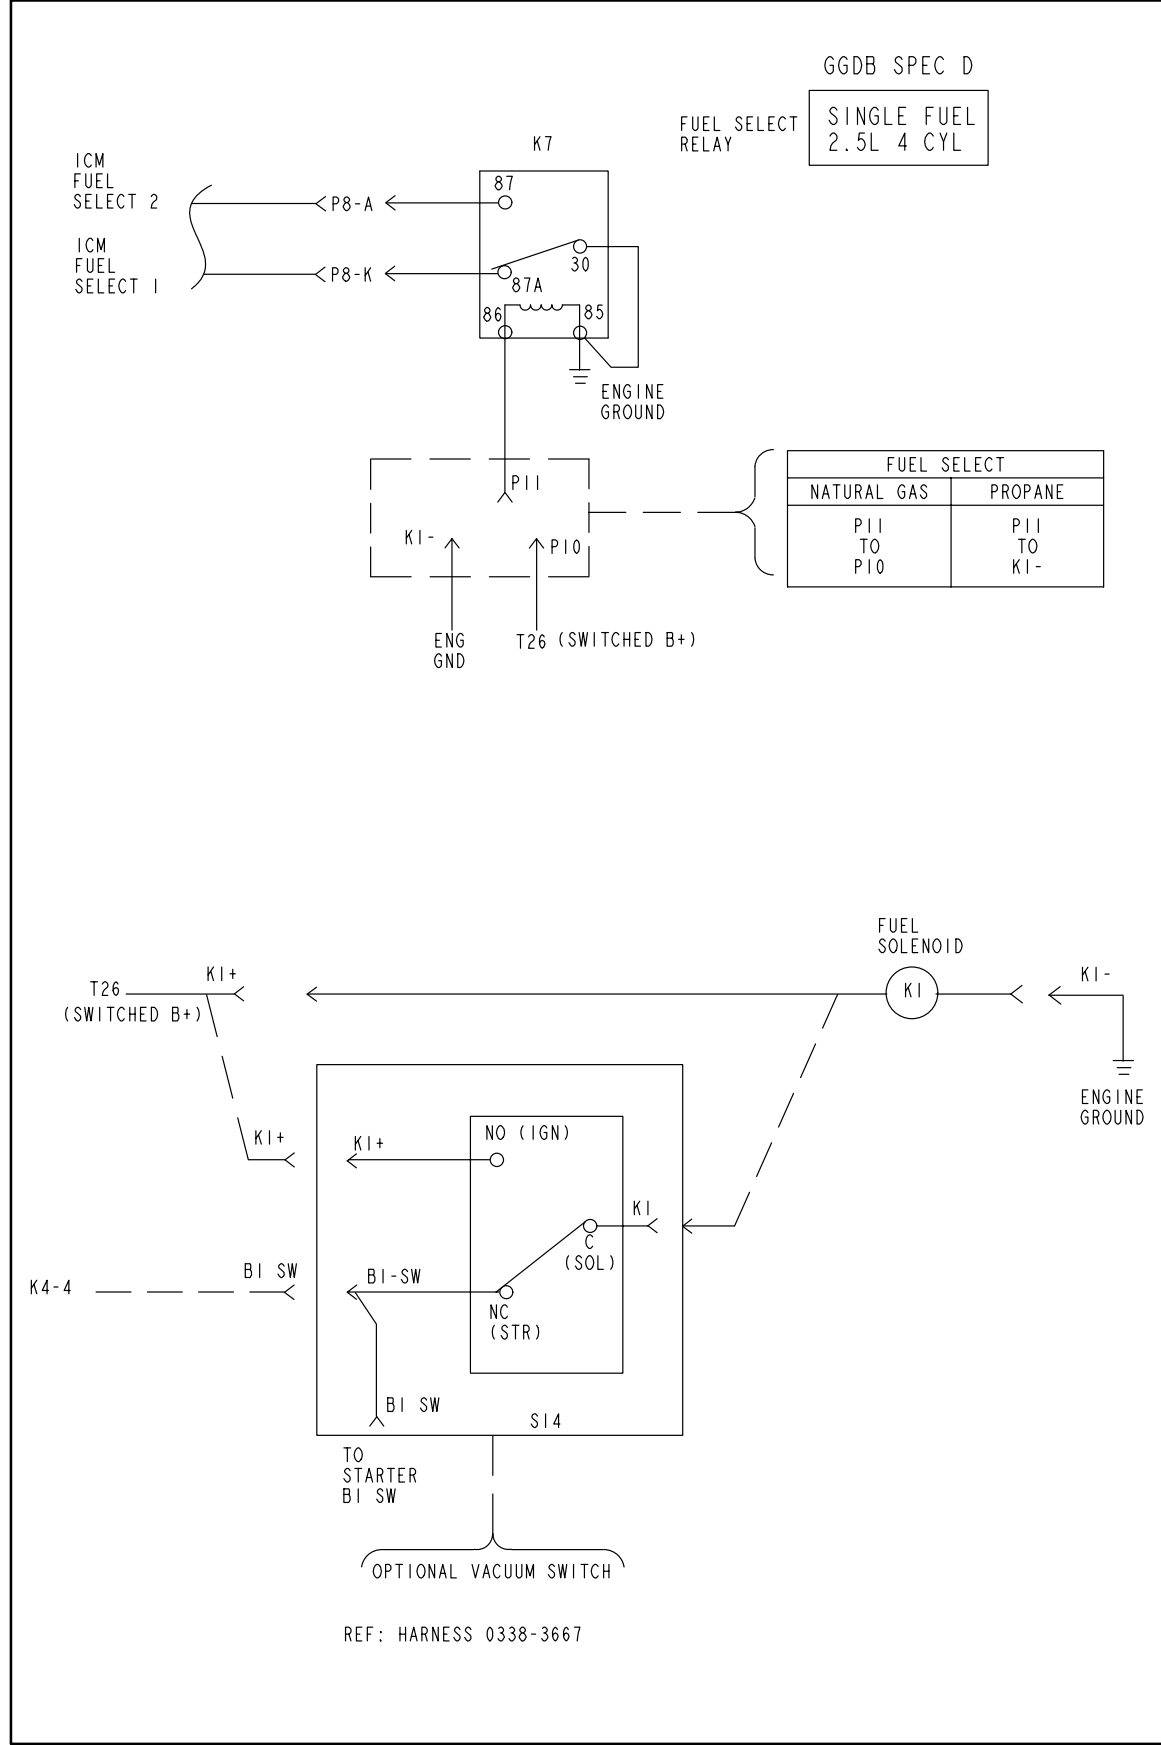 GGDB SPEC D
FUEL SELECT
RELAY
SINGLE FUEL
2.5L 4 CYL
K7
ICM
FUEL
SELECT 2
P8-A
87
ICM
FUEL
SELECT 1
P8-K
30
87A
86
85
ENGINE
GROUND
P11
K1-
P10
ENG
GND
T26 (SWITCHED B+)
FUEL SELECT
NATURAL GAS
PROPANE
P11
TO
P10
P11
TO
K1-
FUEL
SOLENOID
K1+
T26
(SWITCHED B+)
K1
K1-
ENGINE
GROUND
K1+
K1+
NO (IGN)
K1
C
(SOL)
K4-4
B1 SW
B1-SW
NC
(STR)
B1 SW
S14
TO
STARTER
B1 SW
OPTIONAL VACUUM SWITCH
REF: HARNESS 0338-3667